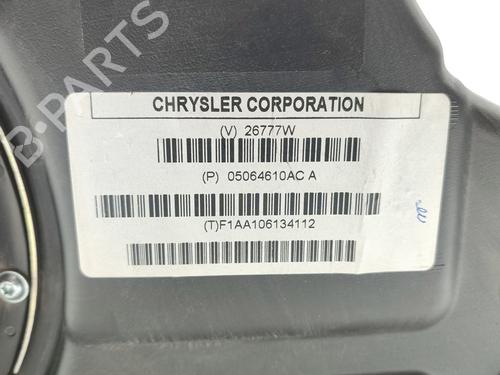 B-PARTS
CHRYSLER CORPORATION
(V) 26777W
(P) 05064610AC A
(T)F1AA106134112